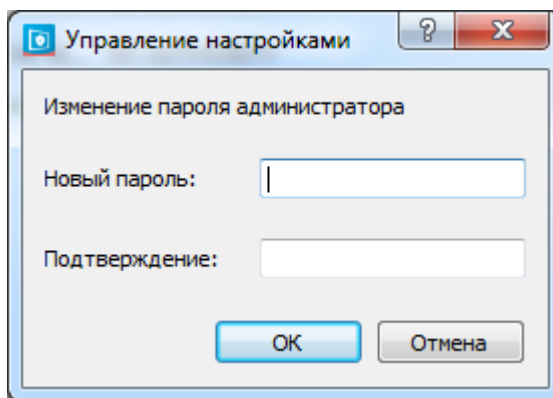 Управление настройками
Изменение пароля администратора
Новый пароль:
Подтверждение:
OK Отмена